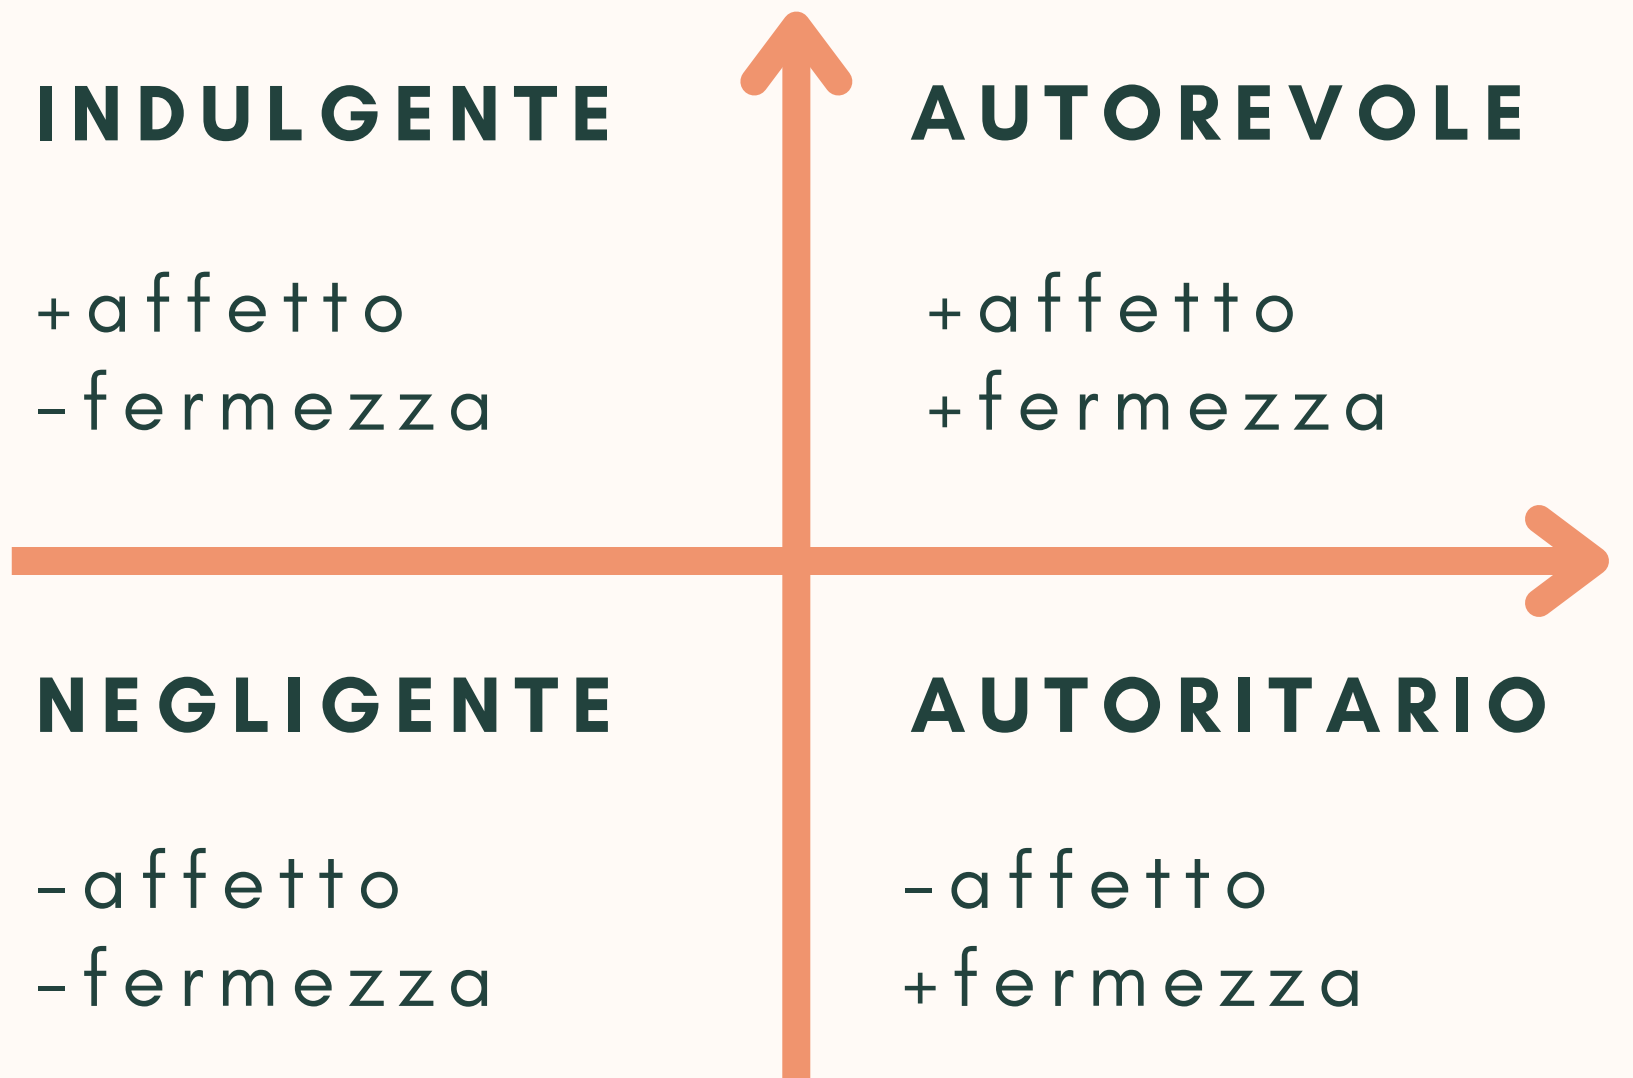 INDULGENTE
+affetto
-fermezza
AUTOREVOLE
+affetto
+fermezza
NEGLIGENTE
-affetto
-fermezza
AUTORITARIO
-affetto
+fermezza